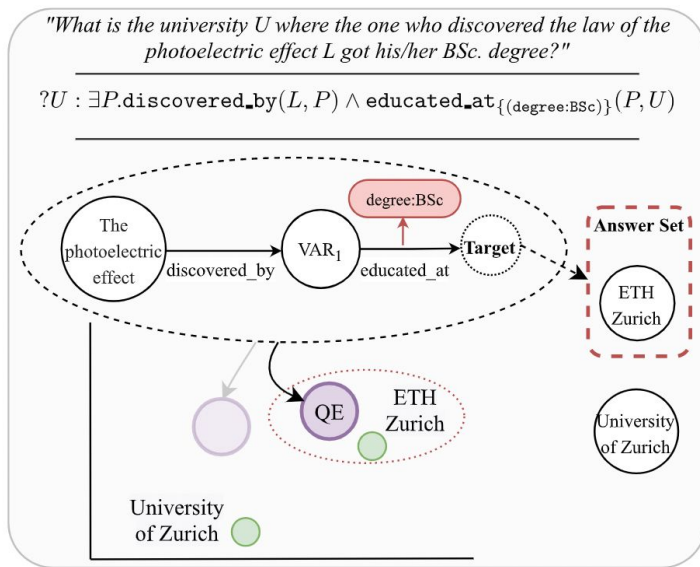 "What is the university U where the one who discovered the law of the
photoelectric effect L got his/her BSc. degree?"
?U : ∃P.discovered_by(L, P) ∧ educated_at{(degree:BSc)}(P, U)
degree:BSc
Answer Set
The
photoelectric
effect
discovered_by
VAR1
educated_at
Target
ETH
Zurich
QE
ETH
Zurich
University
of Zurich
University
of Zurich